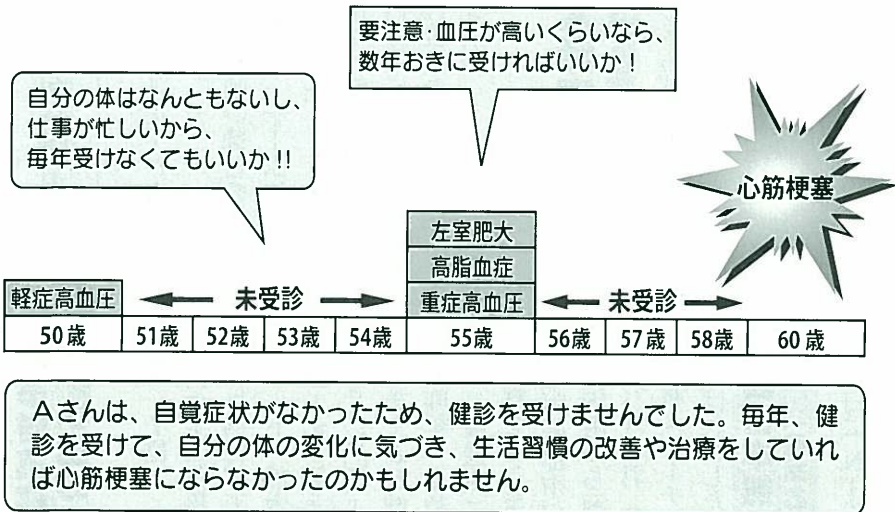 要注意・血圧が高いくらいなら、
数年おきに受ければいいか！
自分の体はなんともないし、
仕事が忙しいから、
毎年受けなくてもいいか!!
心筋梗塞
左室肥大
高脂血症
軽症高血圧 未受診 重症高血圧 未受診
50歳 51歳 52歳 53歳 54歳 55歳 56歳 57歳 58歳 60歳
Aさんは、自覚症状がなかったため、健診を受けませんでした。毎年、健
診を受けて、自分の体の変化に気づき、生活習慣の改善や治療をしていれ
ば心筋梗塞にならなかったのかもしれません。